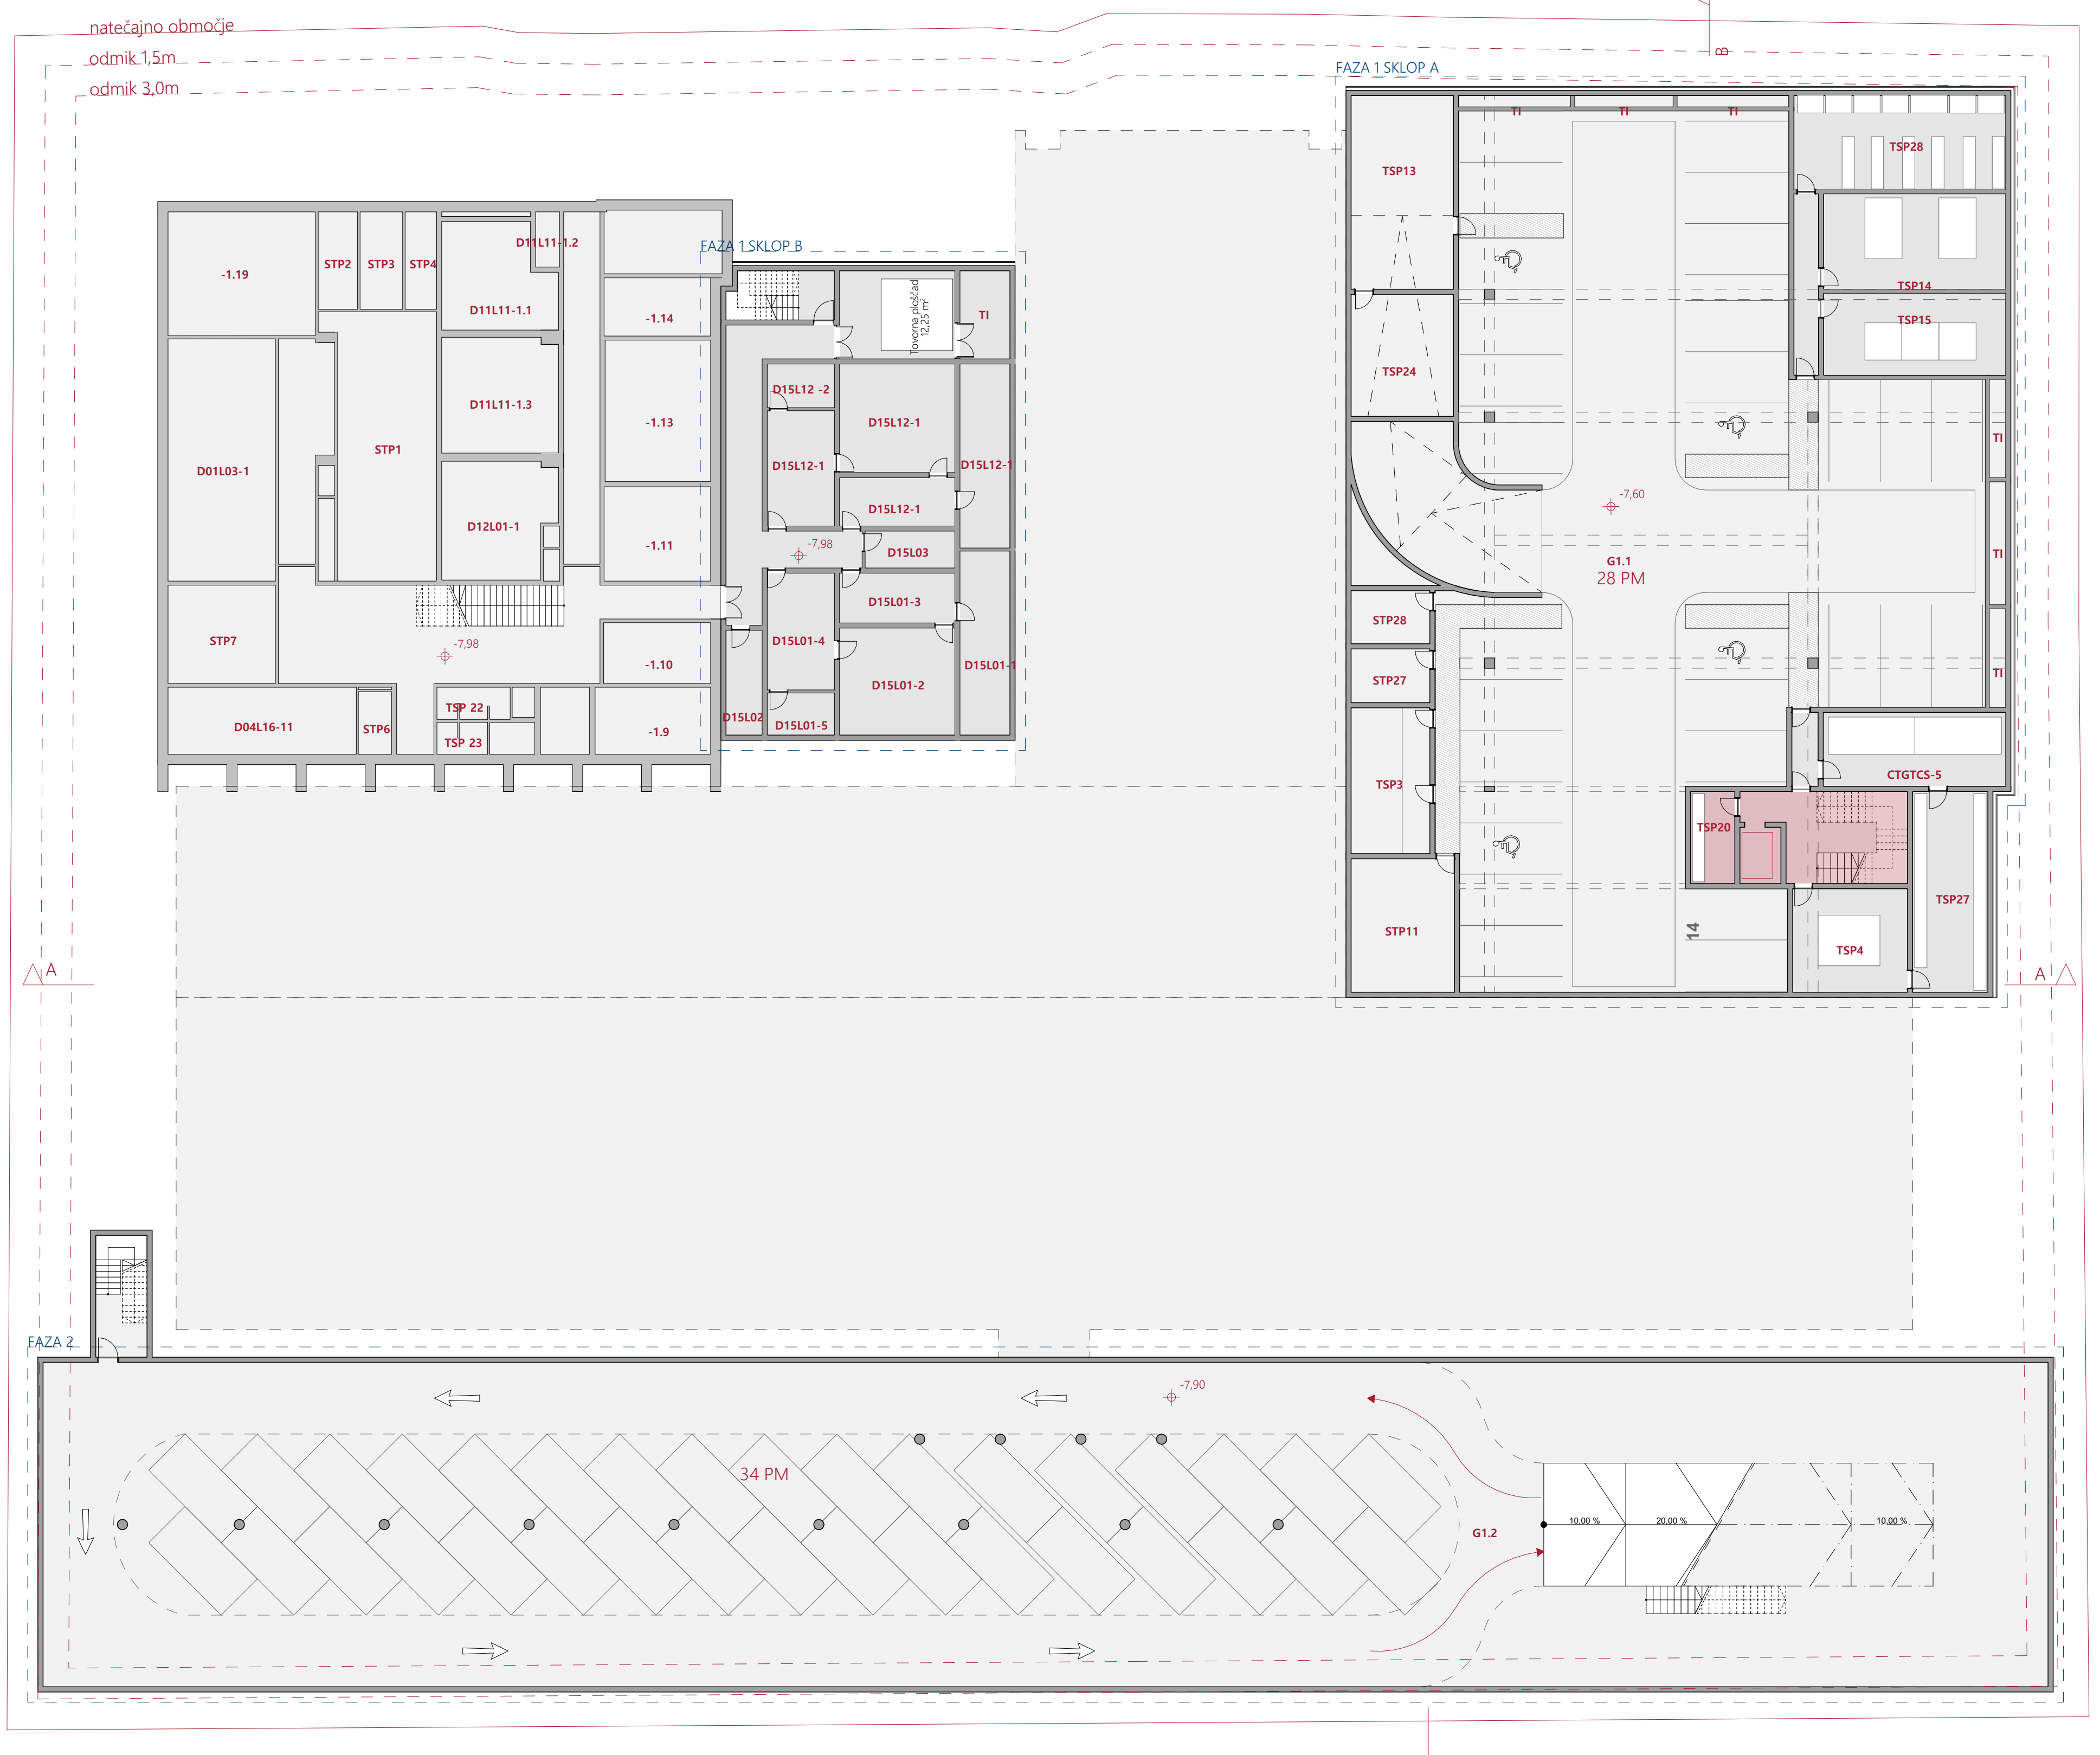 natečajno območje
odmik 1,5m
odmik 3,0m
B
FAZA 1 SKLOP A
TI
TI
TI
TSP13
TSP28
TSP14
TSP15
TSP24
TI
-7,60
G1.1
28 PM
TI
STP28
STP27
TI
TSP3
CTGTCS-5
TSP20
TSP27
STP11
14
TSP4
A
A
FAZA 1 SKLOP B
-1.19
STP2
STP3
STP4
D11L11-1.2
D11L11-1.1
-1.14
D11L11-1.3
STP1
-1.13
D01L03-1
D12L01-1
-1.11
STP7
-7,98
-1.10
D04L16-11
STP6
TSP 22
TSP 23
-1.9
Tovorna ploščad
12,25 m²
TI
D15L12 -2
D15L12-1
D15L12-1
D15L12-1
D15L12-1
-7,98
D15L03
D15L01-3
D15L01-4
D15L01-1
D15L01-2
D15L02
D15L01-5
FAZA 2
-7,90
34 PM
10,00 %
20,00 %
10,00 %
G1.2